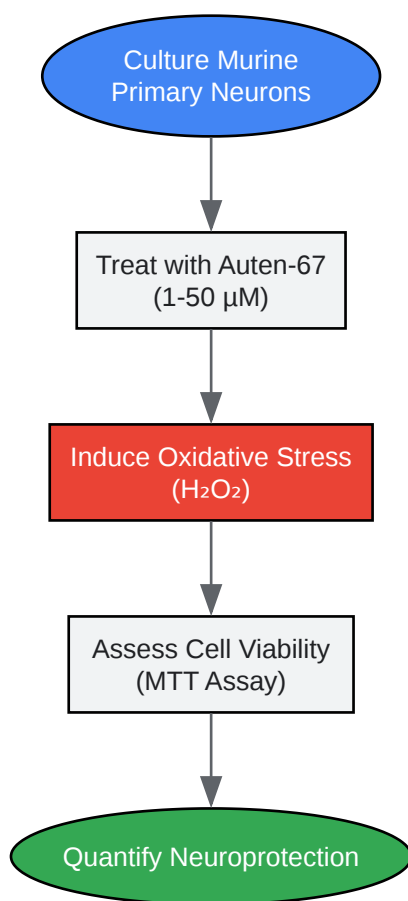 Culture Murine
Primary Neurons
Treat with Auten-67
(1-50 µM)
Induce Oxidative Stress
(H₂O₂)
Assess Cell Viability
(MTT Assay)
Quantify Neuroprotection